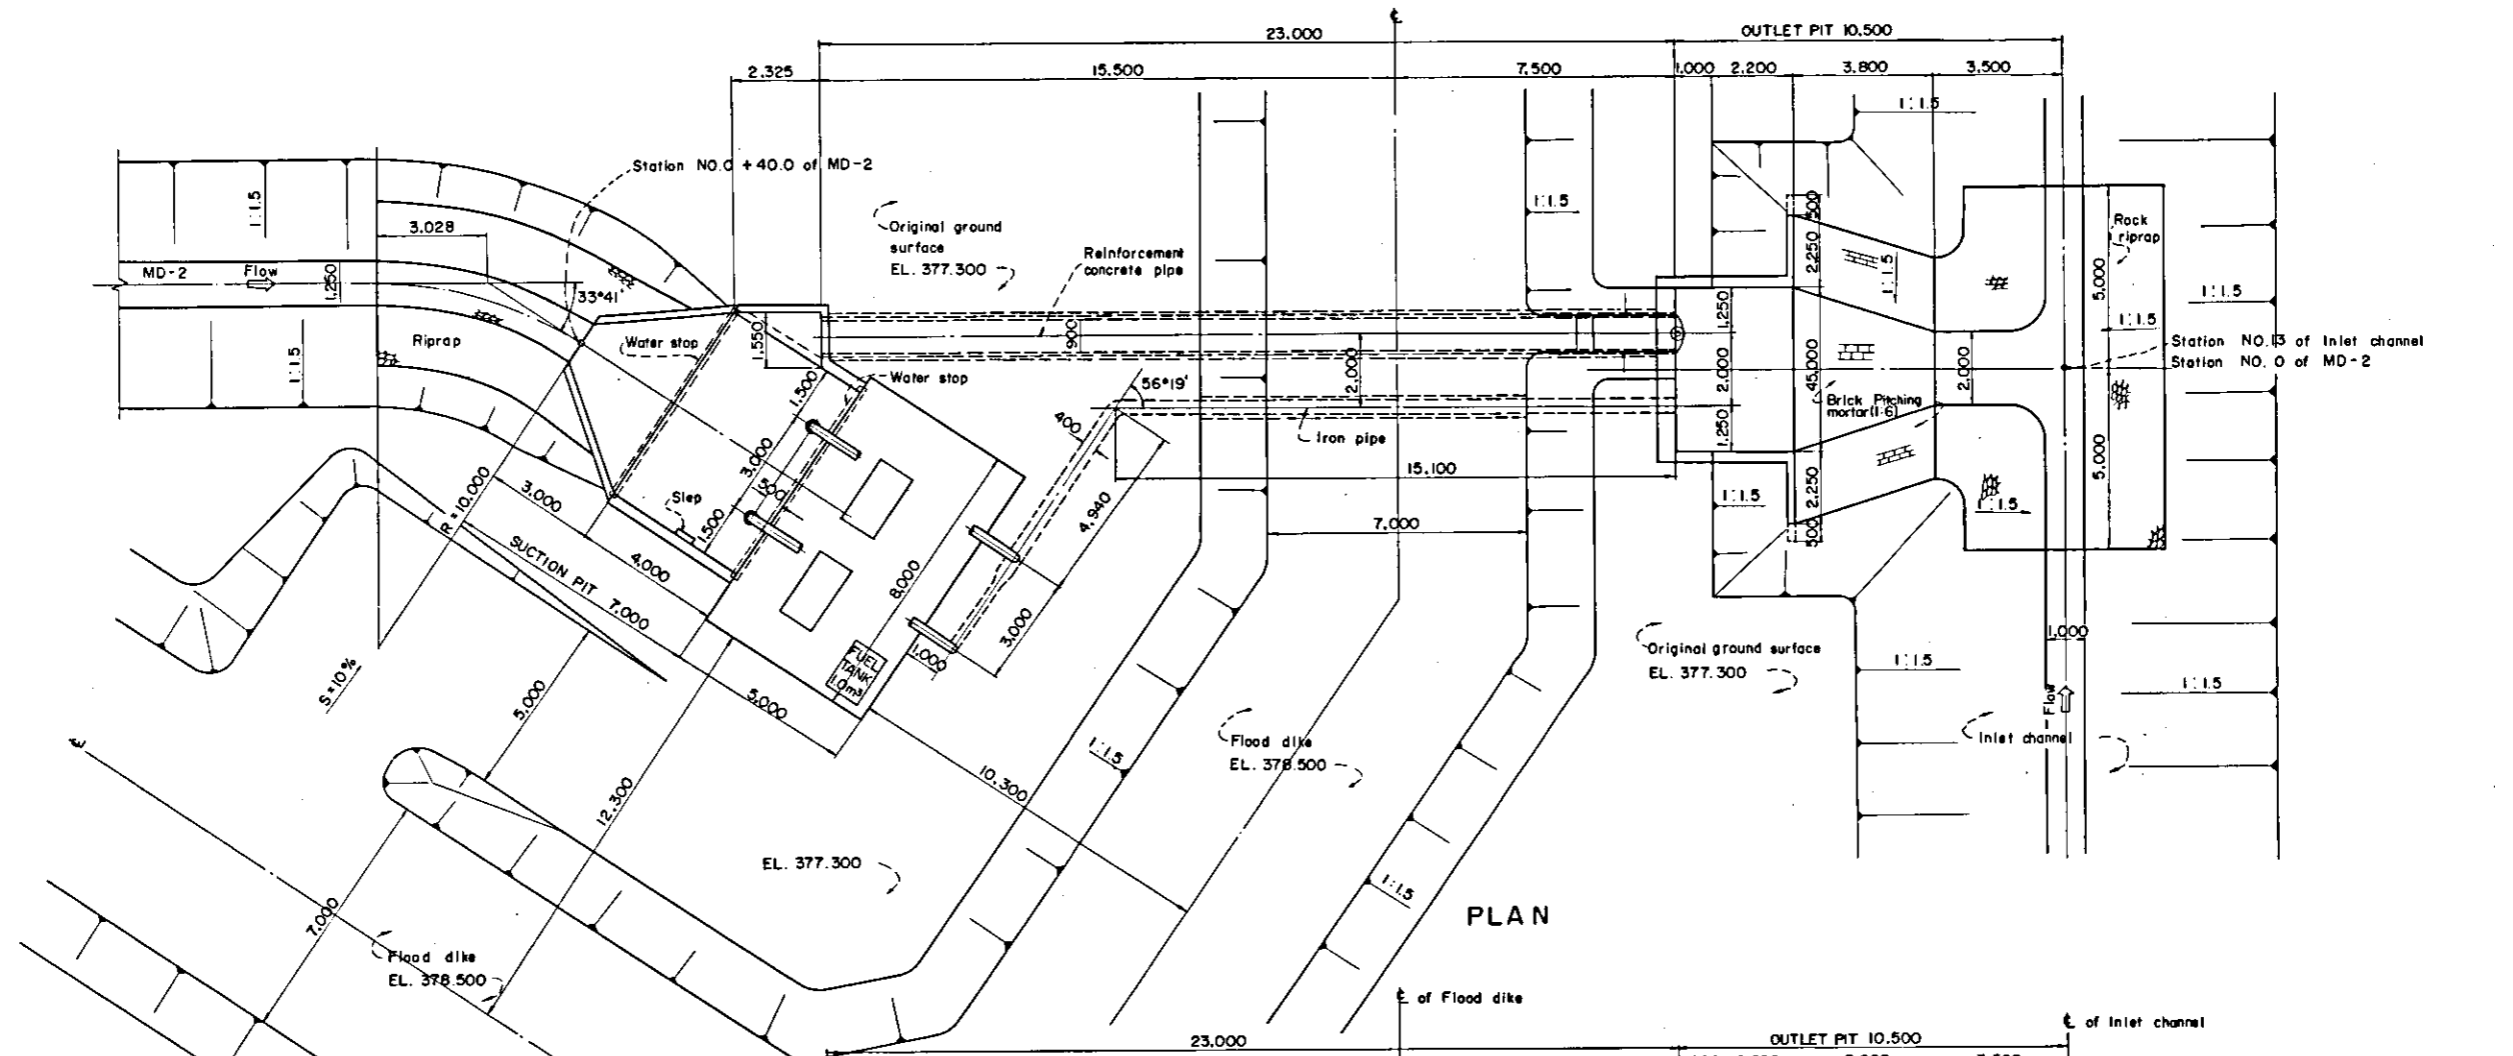 ℄
23.000
OUTLET PIT 10.500
2.325
15.500
7.500
1.000
2.200
3.800
3.500
1:1.5
Station NO.0 + 40.0 of MD-2
1:1.5
3.028
Original ground
surface
EL. 377.300
Reinforcement
concrete pipe
1:1.5
500
2.250
1:1.5
Rock
riprap
5.000
1:1.5
MD-2
Flow
1.250
33°41'
Riprap
1:1.5
Water stop
1.550
900
2.000
1.250
1:1.5
Station NO.13 of Inlet channel
Station NO. 0 of MD-2
Water stop
1.500
56°19'
2.000
45.000
2.000
Brick Pitching
mortar(1:6)
400
Iron pipe
1.250
15.100
3.000
500
1.500
Step
R=10.000
3.000
4.000
SUCTION PIT 7.000
8.000
4.940
3.000
7.000
1:1.5
2.250
500
1:1.5
5.000
FUEL
TANK
1.0m³
1.000
S=10%
5.000
5.000
Original ground surface
EL. 377.300
1.000
1:1.5
1:1.5
Flow
℄
Flood dike
EL. 378.500
1:1.5
Inlet channel
10.300
12.300
EL. 377.300
1:1.5
PLAN
7.000
Flood dike
EL. 378.500
℄ of Flood dike
℄ of Inlet channel
23.000
OUTLET PIT 10.500